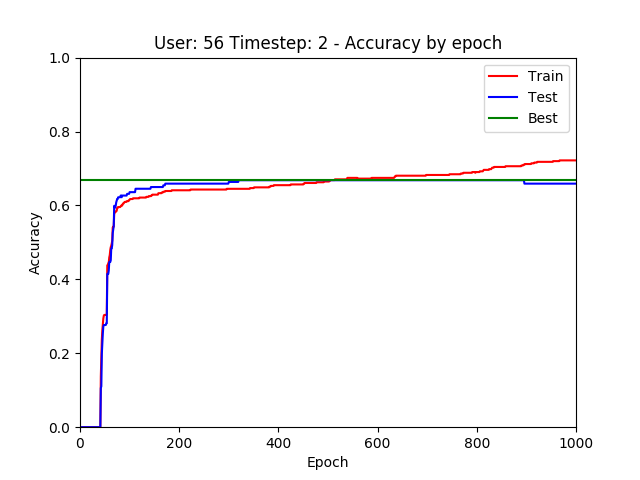 User: 56 Timestep: 2 - Accuracy by epoch
Accuracy
1.0
0.8
0.6
0.4
0.2
0.0
Train
Test
Best
0 200 400 600 800 1000
Epoch